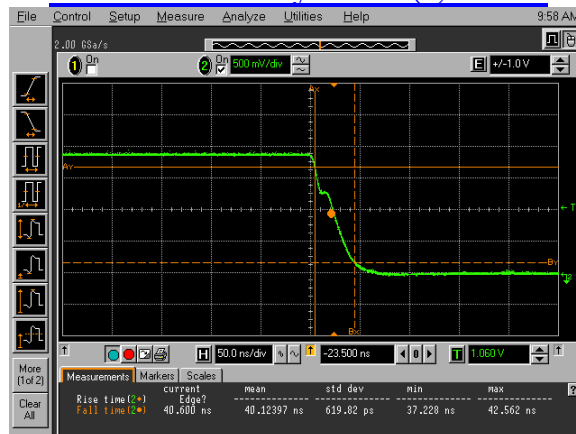 File Control Setup Measure Analyze Utilities Help 9:58 AM
2.00 GSa/s
1 On 2 On 500 mV/div E +/-1.0 V
Ax
Ay
T
By
2
Bx
H 50.0 ns/div -23.500 ns 0 T 1.060 V
More
(1 of 2)
Clear
All
Measurements Markers Scales
current mean std dev min max
Rise time(2) Edge?
Fall time(2) 40.600 ns 40.12397 ns 619.82 ps 37.228 ns 42.562 ns
?